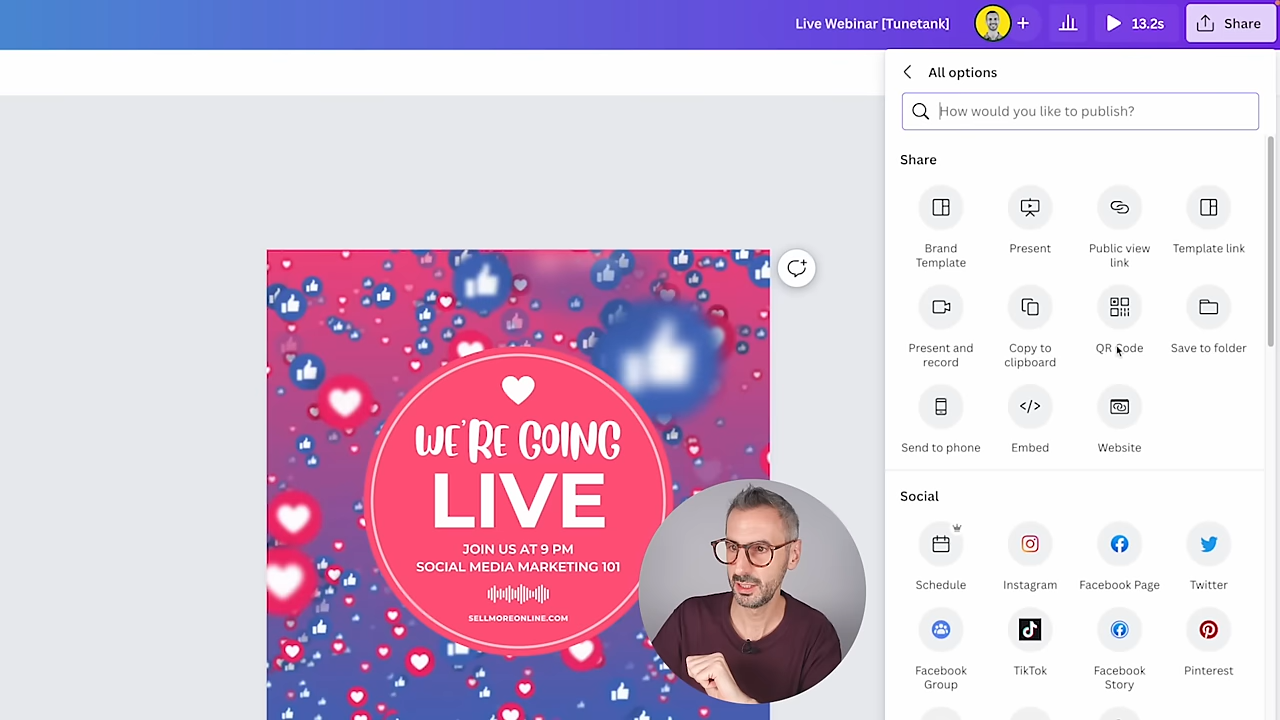 Live Webinar [Tunetank]
13.2s
Share
All options
How would you like to publish?
Share
Brand
Template
Present
Public view
link
Template link
Present and
record
Copy to
clipboard
QR Code
Save to folder
Send to phone
Embed
Website
Social
Schedule
Instagram
Facebook Page
Twitter
Facebook
Group
TikTok
Facebook
Story
Pinterest
WE'RE GOING
LIVE
JOIN US AT 9 PM
SOCIAL MEDIA MARKETING 101
SELLMOREONLINE.COM